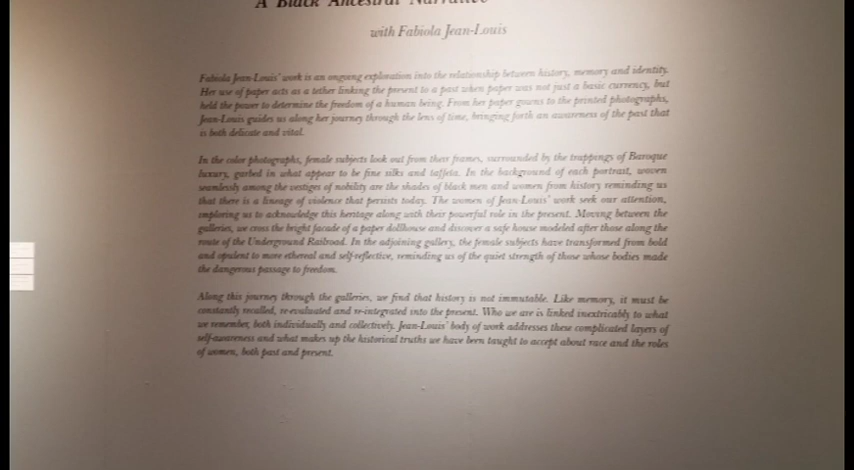 A Black Ancestral Narrative
with Fabiola Jean-Louis
Fabiola Jean-Louis' work is an ongoing exploration into the relationship between history, memory and identity.
Her use of paper acts as a tether linking the present to a past when paper was not just a basic currency, but
held the power to determine the freedom of a human being. From her paper gowns to the printed photographs,
Jean-Louis guides us along her journey through the lens of time, bringing forth an awareness of the past that
is both delicate and vital.
In the color photographs, female subjects look out from their frames, surrounded by the trappings of Baroque
luxury, garbed in what appear to be fine silks and taffeta. In the background of each portrait, woven
seamlessly among the vestiges of nobility are the shades of black men and women from history reminding us
that there is a lineage of violence that persists today. The women of Jean-Louis' work seek our attention,
imploring us to acknowledge this heritage along with their powerful role in the present. Moving between the
galleries, we cross the bright facade of a paper dollhouse and discover a safe house modeled after those along the
route of the Underground Railroad. In the adjoining gallery, the female subjects have transformed from bold
and opulent to more ethereal and self-reflective, reminding us of the quiet strength of those whose bodies made
the dangerous passage to freedom.
Along this journey through the galleries, we find that history is not immutable. Like memory, it must be
constantly recalled, re-evaluated and re-integrated into the present. Who we are is linked inextricably to what
we remember, both individually and collectively. Jean-Louis' body of work addresses these complicated layers of
self-awareness and what makes up the historical truths we have been taught to accept about race and the roles
of women, both past and present.